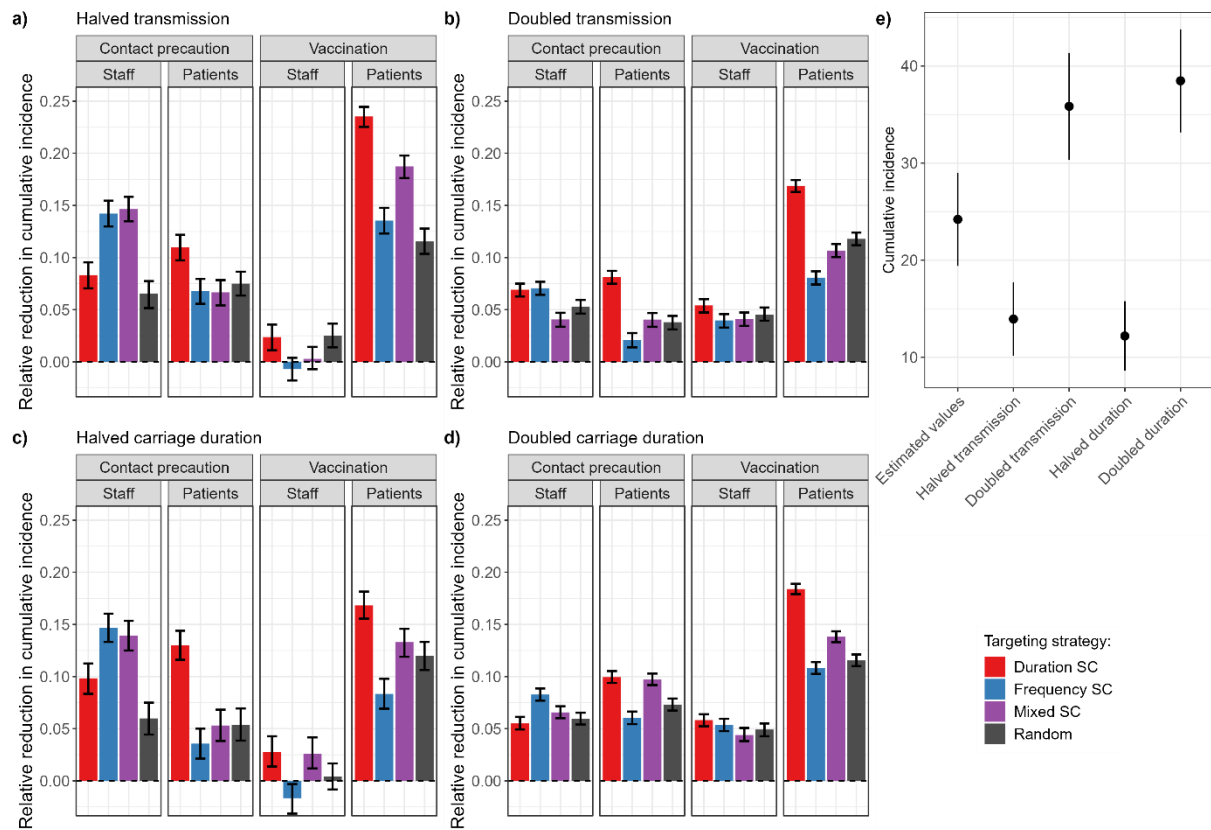 a) Halved transmission
Contact precaution Vaccination
Staff Patients Staff Patients
Relative reduction in cumulative incidence
0.25
0.20
0.15
0.10
0.05
0.00
b) Doubled transmission
Contact precaution Vaccination
Staff Patients Staff Patients
Relative reduction in cumulative incidence
0.25
0.20
0.15
0.10
0.05
0.00
c) Halved carriage duration
Contact precaution Vaccination
Staff Patients Staff Patients
Relative reduction in cumulative incidence
0.25
0.20
0.15
0.10
0.05
0.00
d) Doubled carriage duration
Contact precaution Vaccination
Staff Patients Staff Patients
Relative reduction in cumulative incidence
0.25
0.20
0.15
0.10
0.05
0.00
e)
Cumulative incidence
40
30
20
10
Estimated values
Halved transmission
Doubled transmission
Halved duration
Doubled duration
Targeting strategy:
Duration SC
Frequency SC
Mixed SC
Random